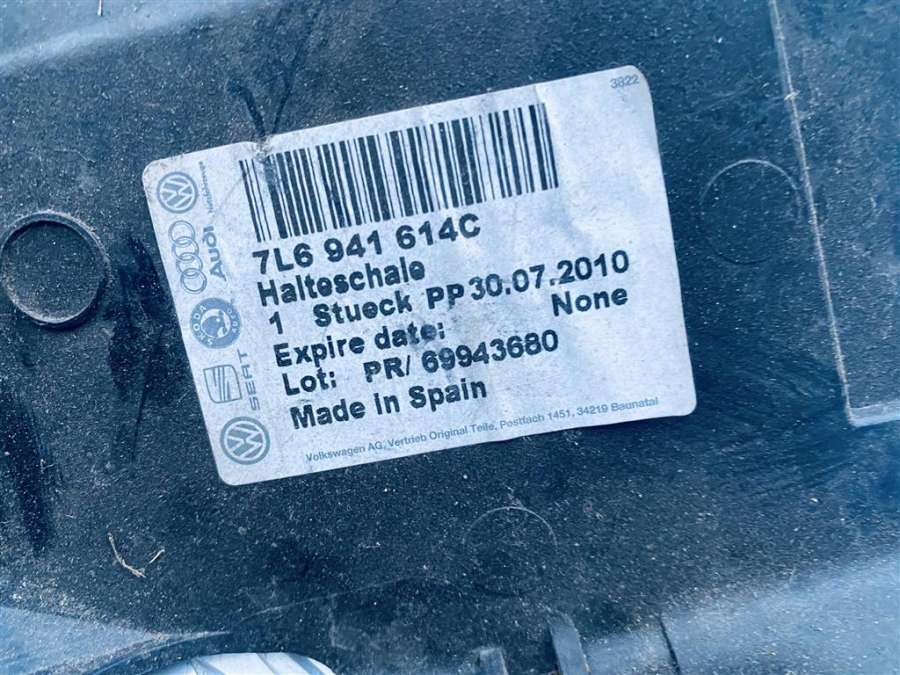 3822
7L6 941 614C
Halteschale
1 Stueck PP 30.07.2010
Expire date: None
Lot: PR/ 69943680
Made in Spain
Volkswagen AG, Vertrieb Original Teile, Postfach 1451, 34219 Baunatal
Audi
SKODA
SEAT